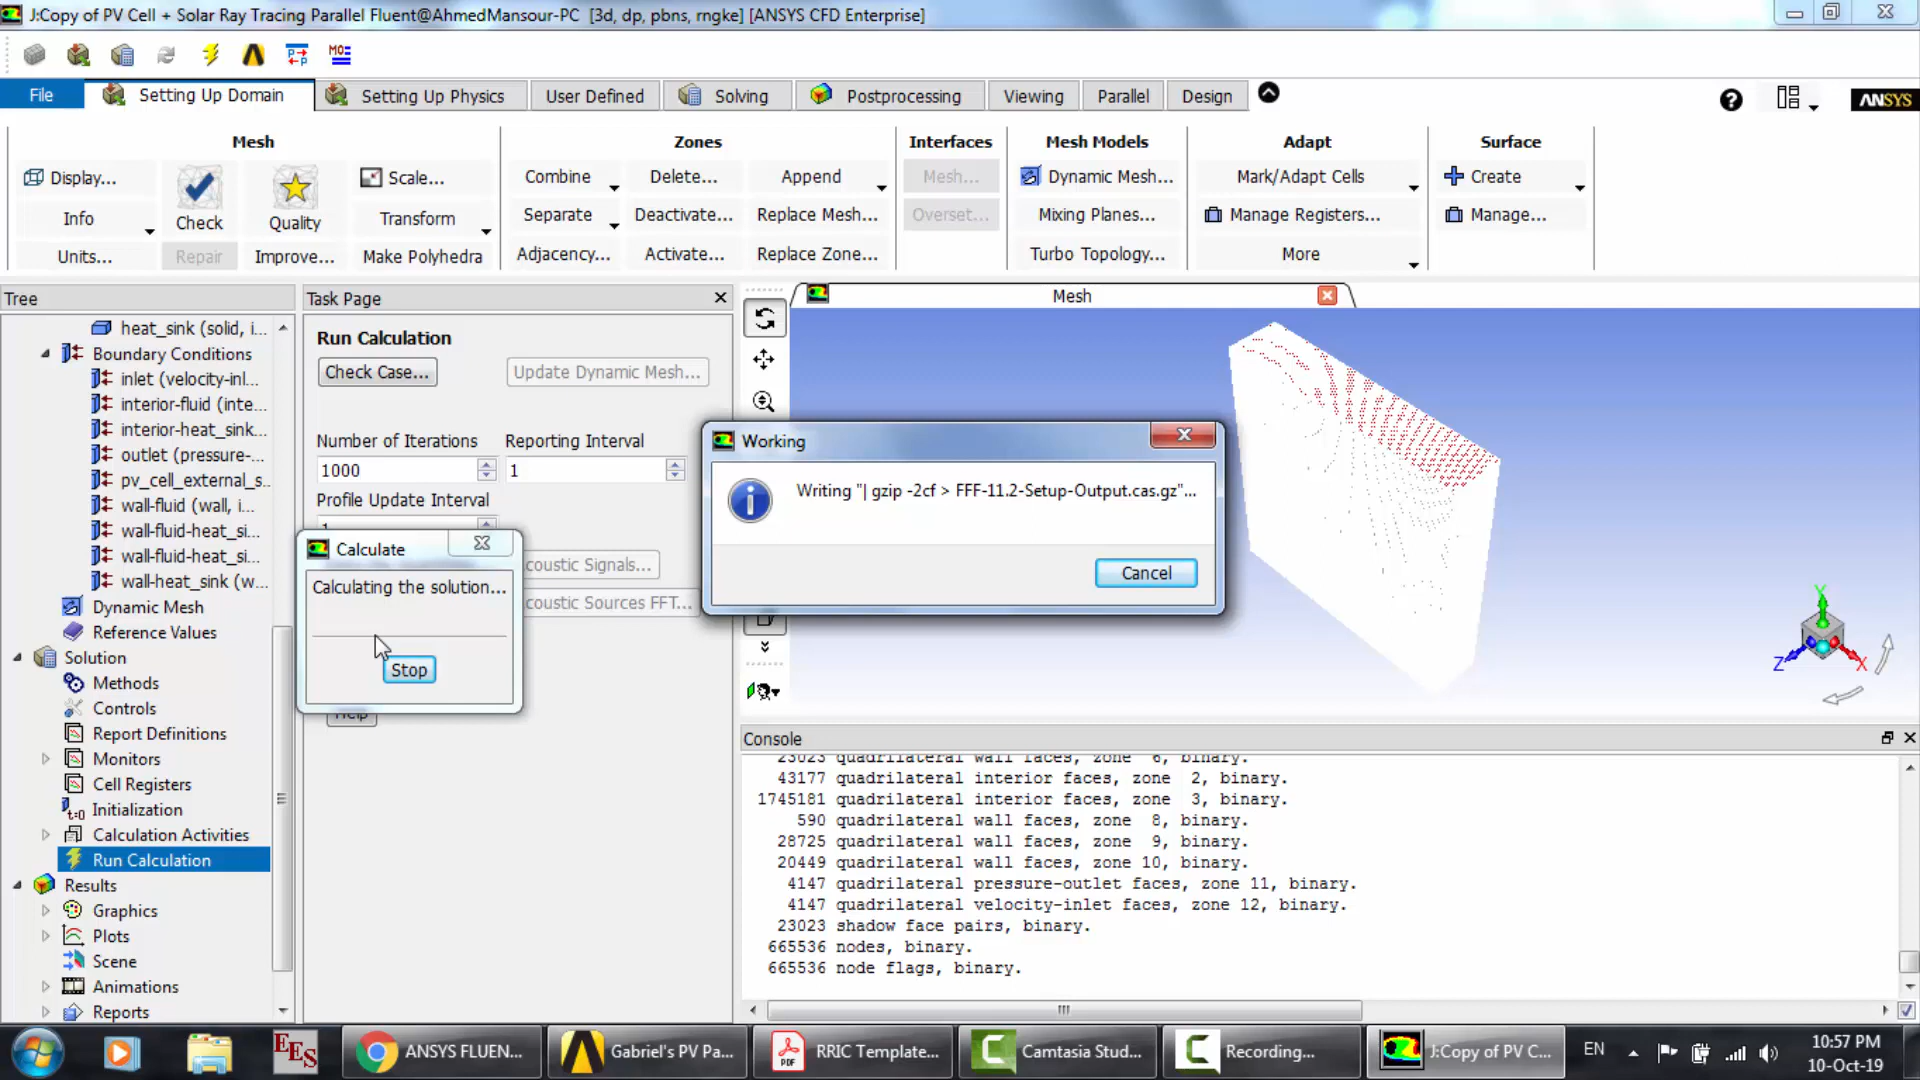 J:Copy of PV Cell + Solar Ray Tracing Parallel Fluent@AhmedMansour-PC [3d, dp, pbns, rngke] [ANSYS CFD Enterprise]
File
Setting Up Domain
Setting Up Physics
User Defined
Solving
Postprocessing
Viewing
Parallel
Design
ANSYS
Mesh
Zones
Interfaces
Mesh Models
Adapt
Surface
Display...
Scale...
Combine
Delete...
Append
Mesh...
Dynamic Mesh...
Mark/Adapt Cells
Create
Info
Check
Quality
Transform
Separate
Deactivate...
Replace Mesh...
Overset...
Mixing Planes...
Manage Registers...
Manage...
Units...
Repair
Improve...
Make Polyhedra
Adjacency...
Activate...
Replace Zone...
Turbo Topology...
More
Tree
heat_sink (solid, i...
Boundary Conditions
inlet (velocity-inl...
interior-fluid (inte...
interior-heat_sink...
outlet (pressure-...
pv_cell_external_s...
wall-fluid (wall, i...
wall-fluid-heat_si...
wall-fluid-heat_si...
wall-heat_sink (w...
Dynamic Mesh
Reference Values
Solution
Methods
Controls
Report Definitions
Monitors
Cell Registers
Initialization
Calculation Activities
Run Calculation
Results
Graphics
Plots
Scene
Animations
Reports
Task Page
Run Calculation
Check Case...
Update Dynamic Mesh...
Number of Iterations
Reporting Interval
1000
1
Profile Update Interval
1
coustic Signals...
coustic Sources FFT...
Help
Calculate
Calculating the solution...
Stop
Mesh
Working
Writing "| gzip -2cf > FFF-11.2-Setup-Output.cas.gz"...
Cancel
Y
Z
X
Console
23023 quadrilateral wall faces, zone 6, binary.
43177 quadrilateral interior faces, zone 2, binary.
1745181 quadrilateral interior faces, zone 3, binary.
590 quadrilateral wall faces, zone 8, binary.
28725 quadrilateral wall faces, zone 9, binary.
20449 quadrilateral wall faces, zone 10, binary.
4147 quadrilateral pressure-outlet faces, zone 11, binary.
4147 quadrilateral velocity-inlet faces, zone 12, binary.
23023 shadow face pairs, binary.
665536 nodes, binary.
665536 node flags, binary.
EES
ANSYS FLUEN...
Gabriel's PV Pa...
RRIC Template...
Camtasia Stud...
Recording...
J:Copy of PV C...
EN
10:57 PM
10-Oct-19